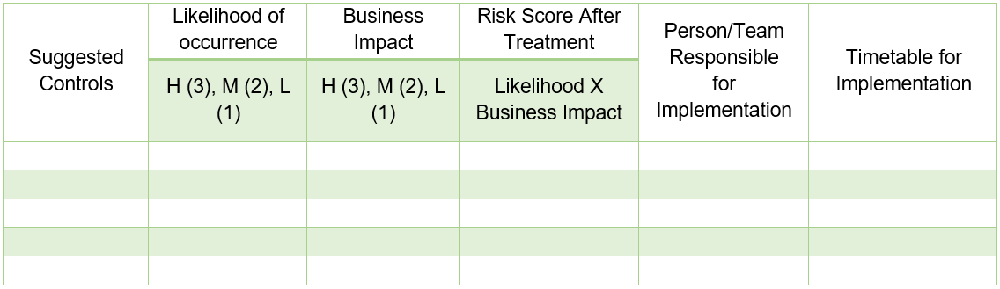 Suggested
Controls
Likelihood of
occurrence
H (3), M (2), L
(1)
Business
Impact
H (3), M (2), L
(1)
Risk Score After
Treatment
Likelihood X
Business Impact
Person/Team
Responsible
for
Implementation
Timetable for
Implementation